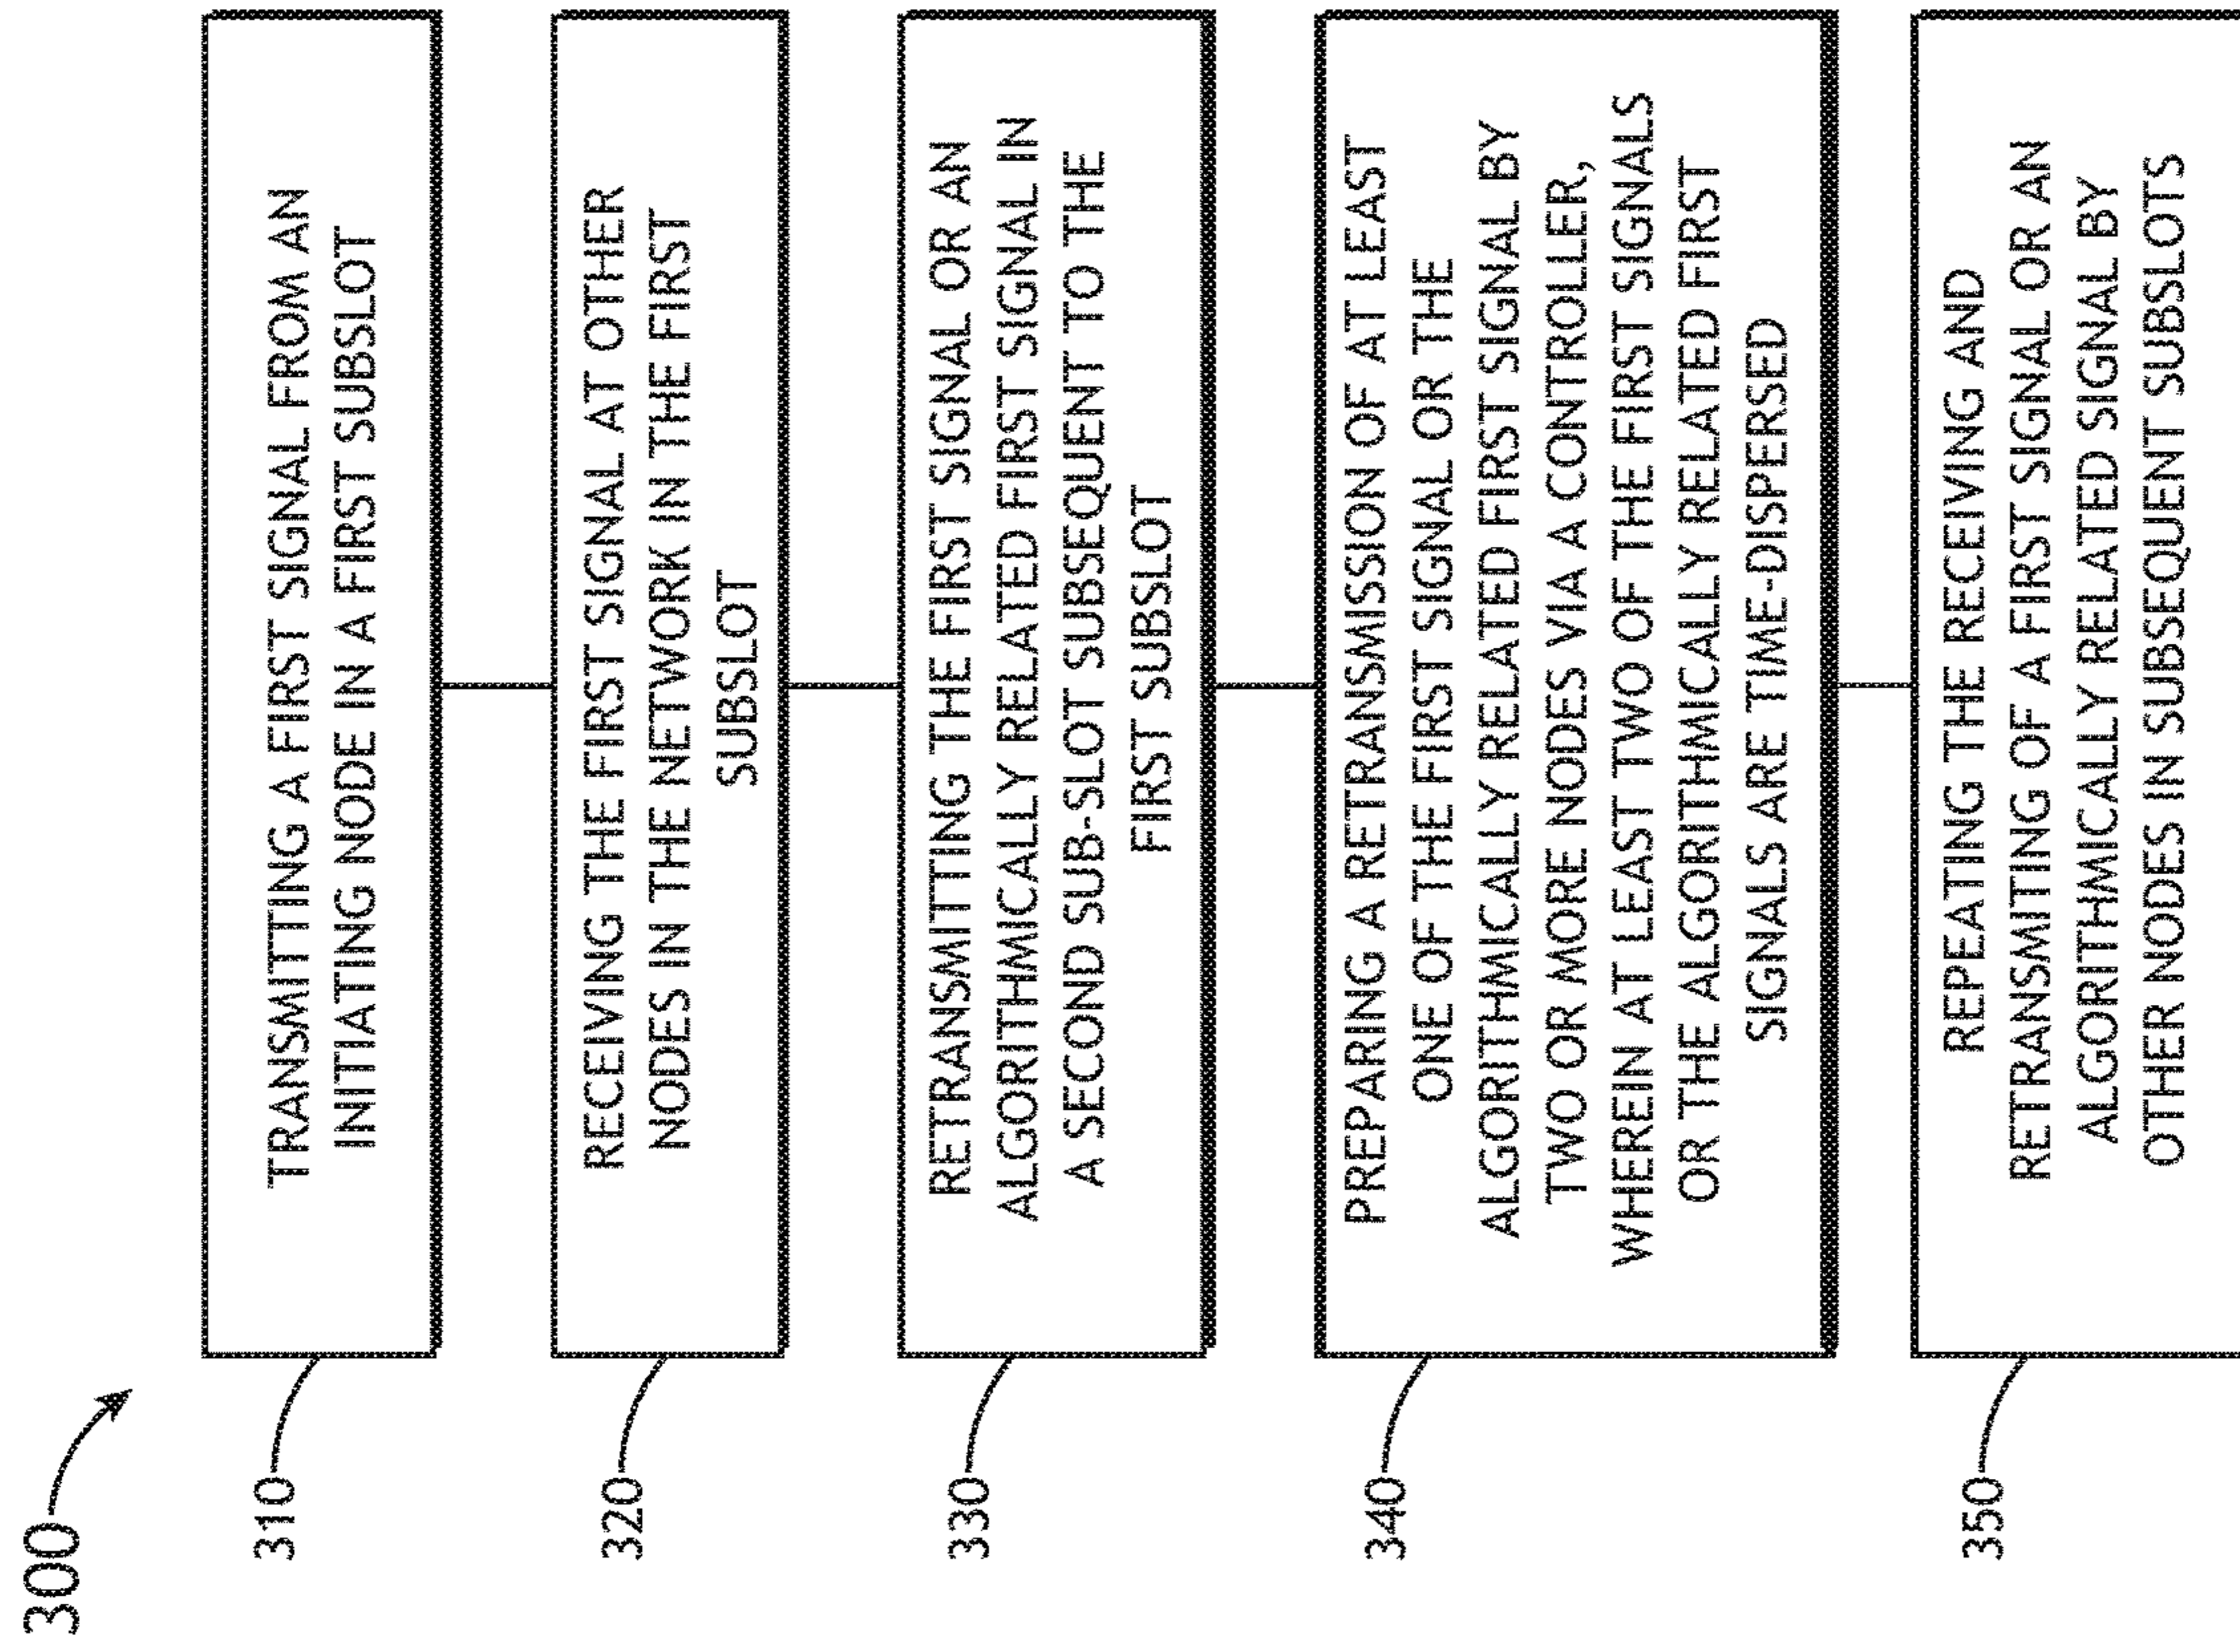 300
310
TRANSMITTING A FIRST SIGNAL FROM AN
INITIATING NODE IN A FIRST SUBSLOT
320
RECEIVING THE FIRST SIGNAL AT OTHER
NODES IN THE NETWORK IN THE FIRST
SUBSLOT
330
RETRANSMITTING THE FIRST SIGNAL OR AN
ALGORITHMICALLY RELATED FIRST SIGNAL IN
A SECOND SUB-SLOT SUBSEQUENT TO THE
FIRST SUBSLOT
340
PREPARING A RETRANSMISSION OF AT LEAST
ONE OF THE FIRST SIGNAL OR THE
ALGORITHMICALLY RELATED FIRST SIGNAL BY
TWO OR MORE NODES VIA A CONTROLLER,
WHEREIN AT LEAST TWO OF THE FIRST SIGNALS
OR THE ALGORITHMICALLY RELATED FIRST
SIGNALS ARE TIME-DISPERSED
350
REPEATING THE RECEIVING AND
RETRANSMITING OF A FIRST SIGNAL OR AN
ALGORITHMICALLY RELATED SIGNAL BY
OTHER NODES IN SUBSEQUENT SUBSLOTS